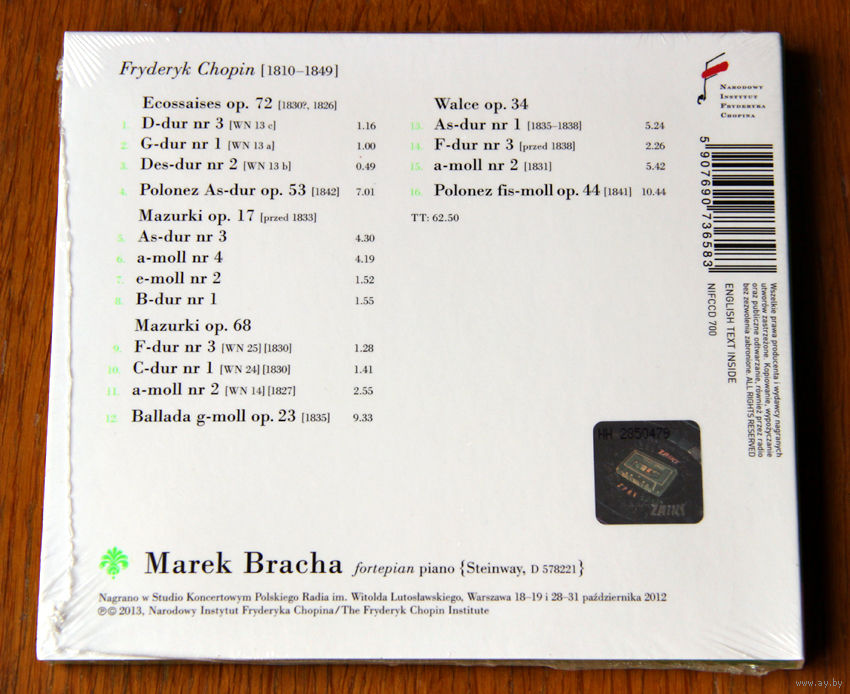 Fryderyk Chopin [1810–1849]
Ecossaises op. 72 [1830?, 1826]
1. D-dur nr 3 [WN 13 c] 1.16
2. G-dur nr 1 [WN 13 a] 1.00
3. Des-dur nr 2 [WN 13 b] 0.49
4. Polonez As-dur op. 53 [1842] 7.01
Mazurki op. 17 [przed 1833]
5. As-dur nr 3 4.30
6. a-moll nr 4 4.19
7. e-moll nr 2 1.52
8. B-dur nr 1 1.55
Mazurki op. 68
9. F-dur nr 3 [WN 25] [1830] 1.28
10. C-dur nr 1 [WN 24] [1830] 1.41
11. a-moll nr 2 [WN 14] [1827] 2.55
12. Ballada g-moll op. 23 [1835] 9.33
Walce op. 34
13. As-dur nr 1 [1835–1838] 5.24
14. F-dur nr 3 [przed 1838] 2.26
15. a-moll nr 2 [1831] 5.42
16. Polonez fis-moll op. 44 [1841] 10.44
TT: 62.50
Narodowy
Instytut
Fryderyka
Chopina
5 907690 736583
Wszelkie prawa producenta i wydawcy nagranych
utworów zastrzeżone. Kopiowanie, wypożyczanie
oraz publiczne odtwarzanie, również przez radio
bez zezwolenia zabronione. ALL RIGHTS RESERVED
ENGLISH TEXT INSIDE
NIFCCD 700
HH 2850479
ZAIKS
Marek Bracha fortepian piano {Steinway, D 578221}
Nagrano w Studio Koncertowym Polskiego Radia im. Witolda Lutosławskiego, Warszawa 18–19 i 28–31 października 2012
℗© 2013, Narodowy Instytut Fryderyka Chopina/The Fryderyk Chopin Institute
www.ay.by